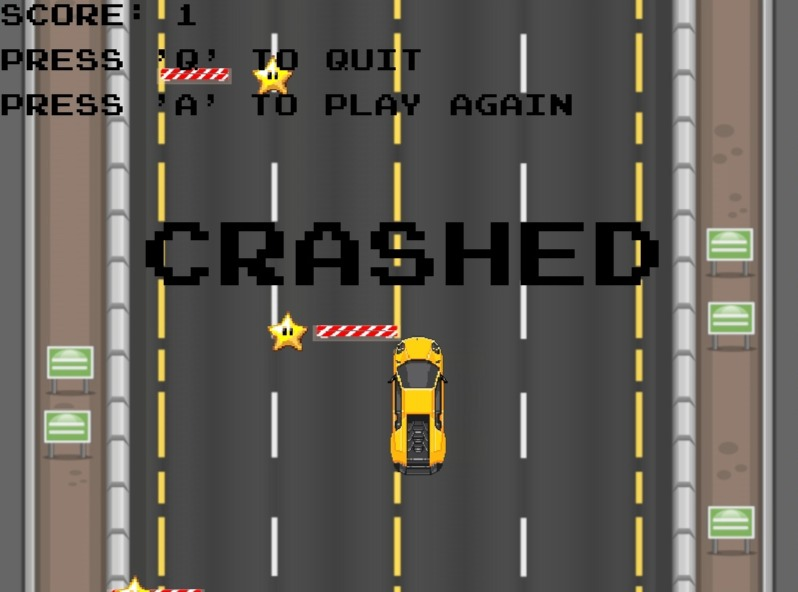 SCORE: 1
PRESS 'Q' TO QUIT
PRESS 'A' TO PLAY AGAIN
CRASHED